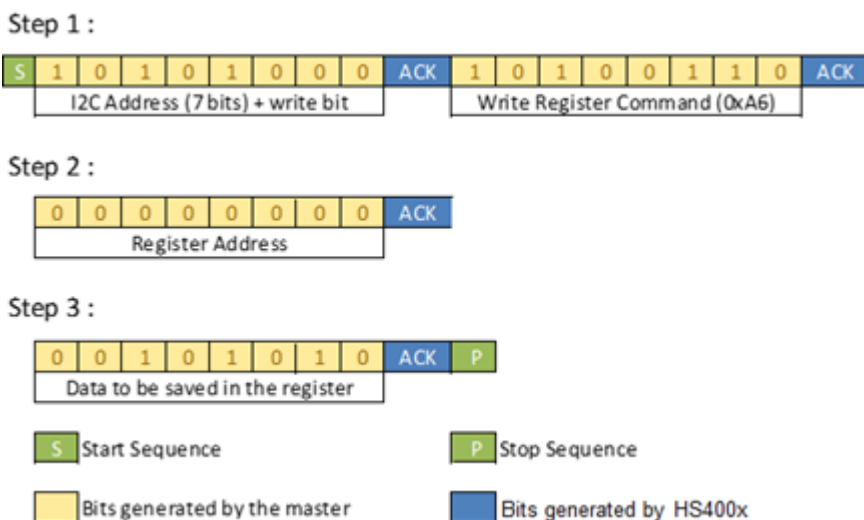 Step 1 :
S 1 0 1 0 1 0 0 0 ACK 1 0 1 0 0 1 1 0 ACK
I2C Address (7 bits) + write bit Write Register Command (0xA6)
Step 2 :
0 0 0 0 0 0 0 0 ACK
Register Address
Step 3 :
0 0 1 0 1 0 1 0 ACK P
Data to be saved in the register
S Start Sequence P Stop Sequence
Bits generated by the master Bits generated by HS400x